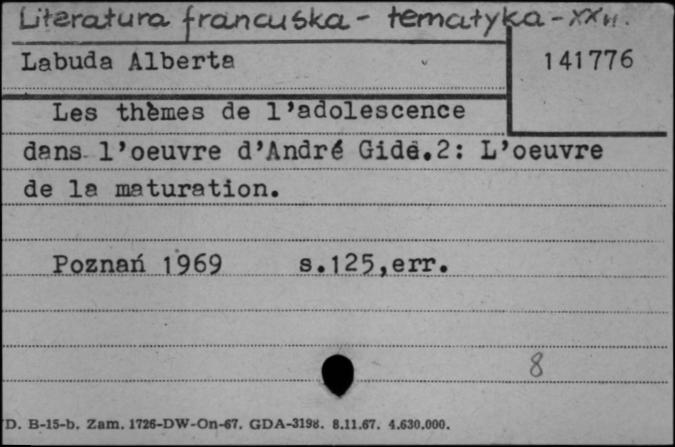 Literatura francuska - tematyka - XX w.
Labuda Alberta
141776
Les thèmes de l'adolescence
dans l'oeuvre d'André Gide.2: L'oeuvre
de la maturation.
Poznań 1969 s.125,err.
8
D. B-15-b. Zam. 1726-DW-On-67. GDA-3198. 8.11.67. 4.630.000.